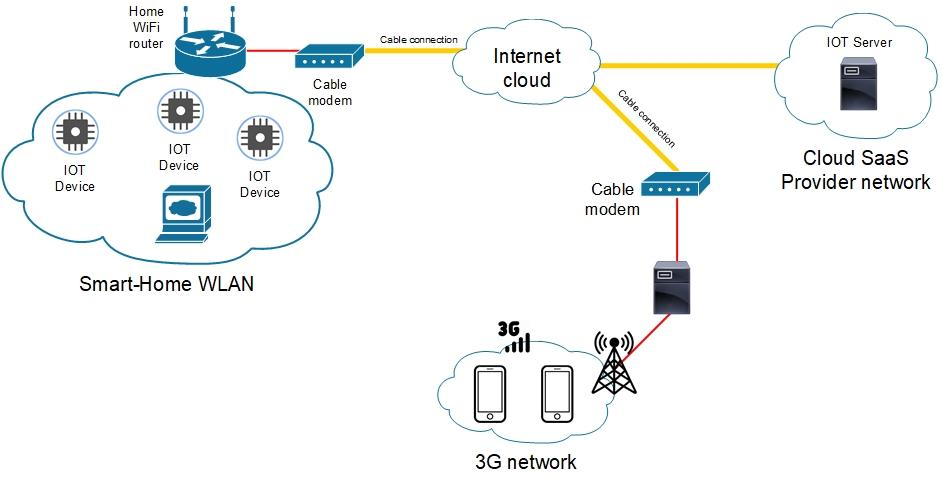 Home
WiFi
router
Cable connection
Cable
modem
Internet
cloud
IOT Server
Cloud SaaS
Provider network
Cable connection
Cable
modem
IOT
Device
IOT
Device
IOT
Device
Smart-Home WLAN
3G
3G network